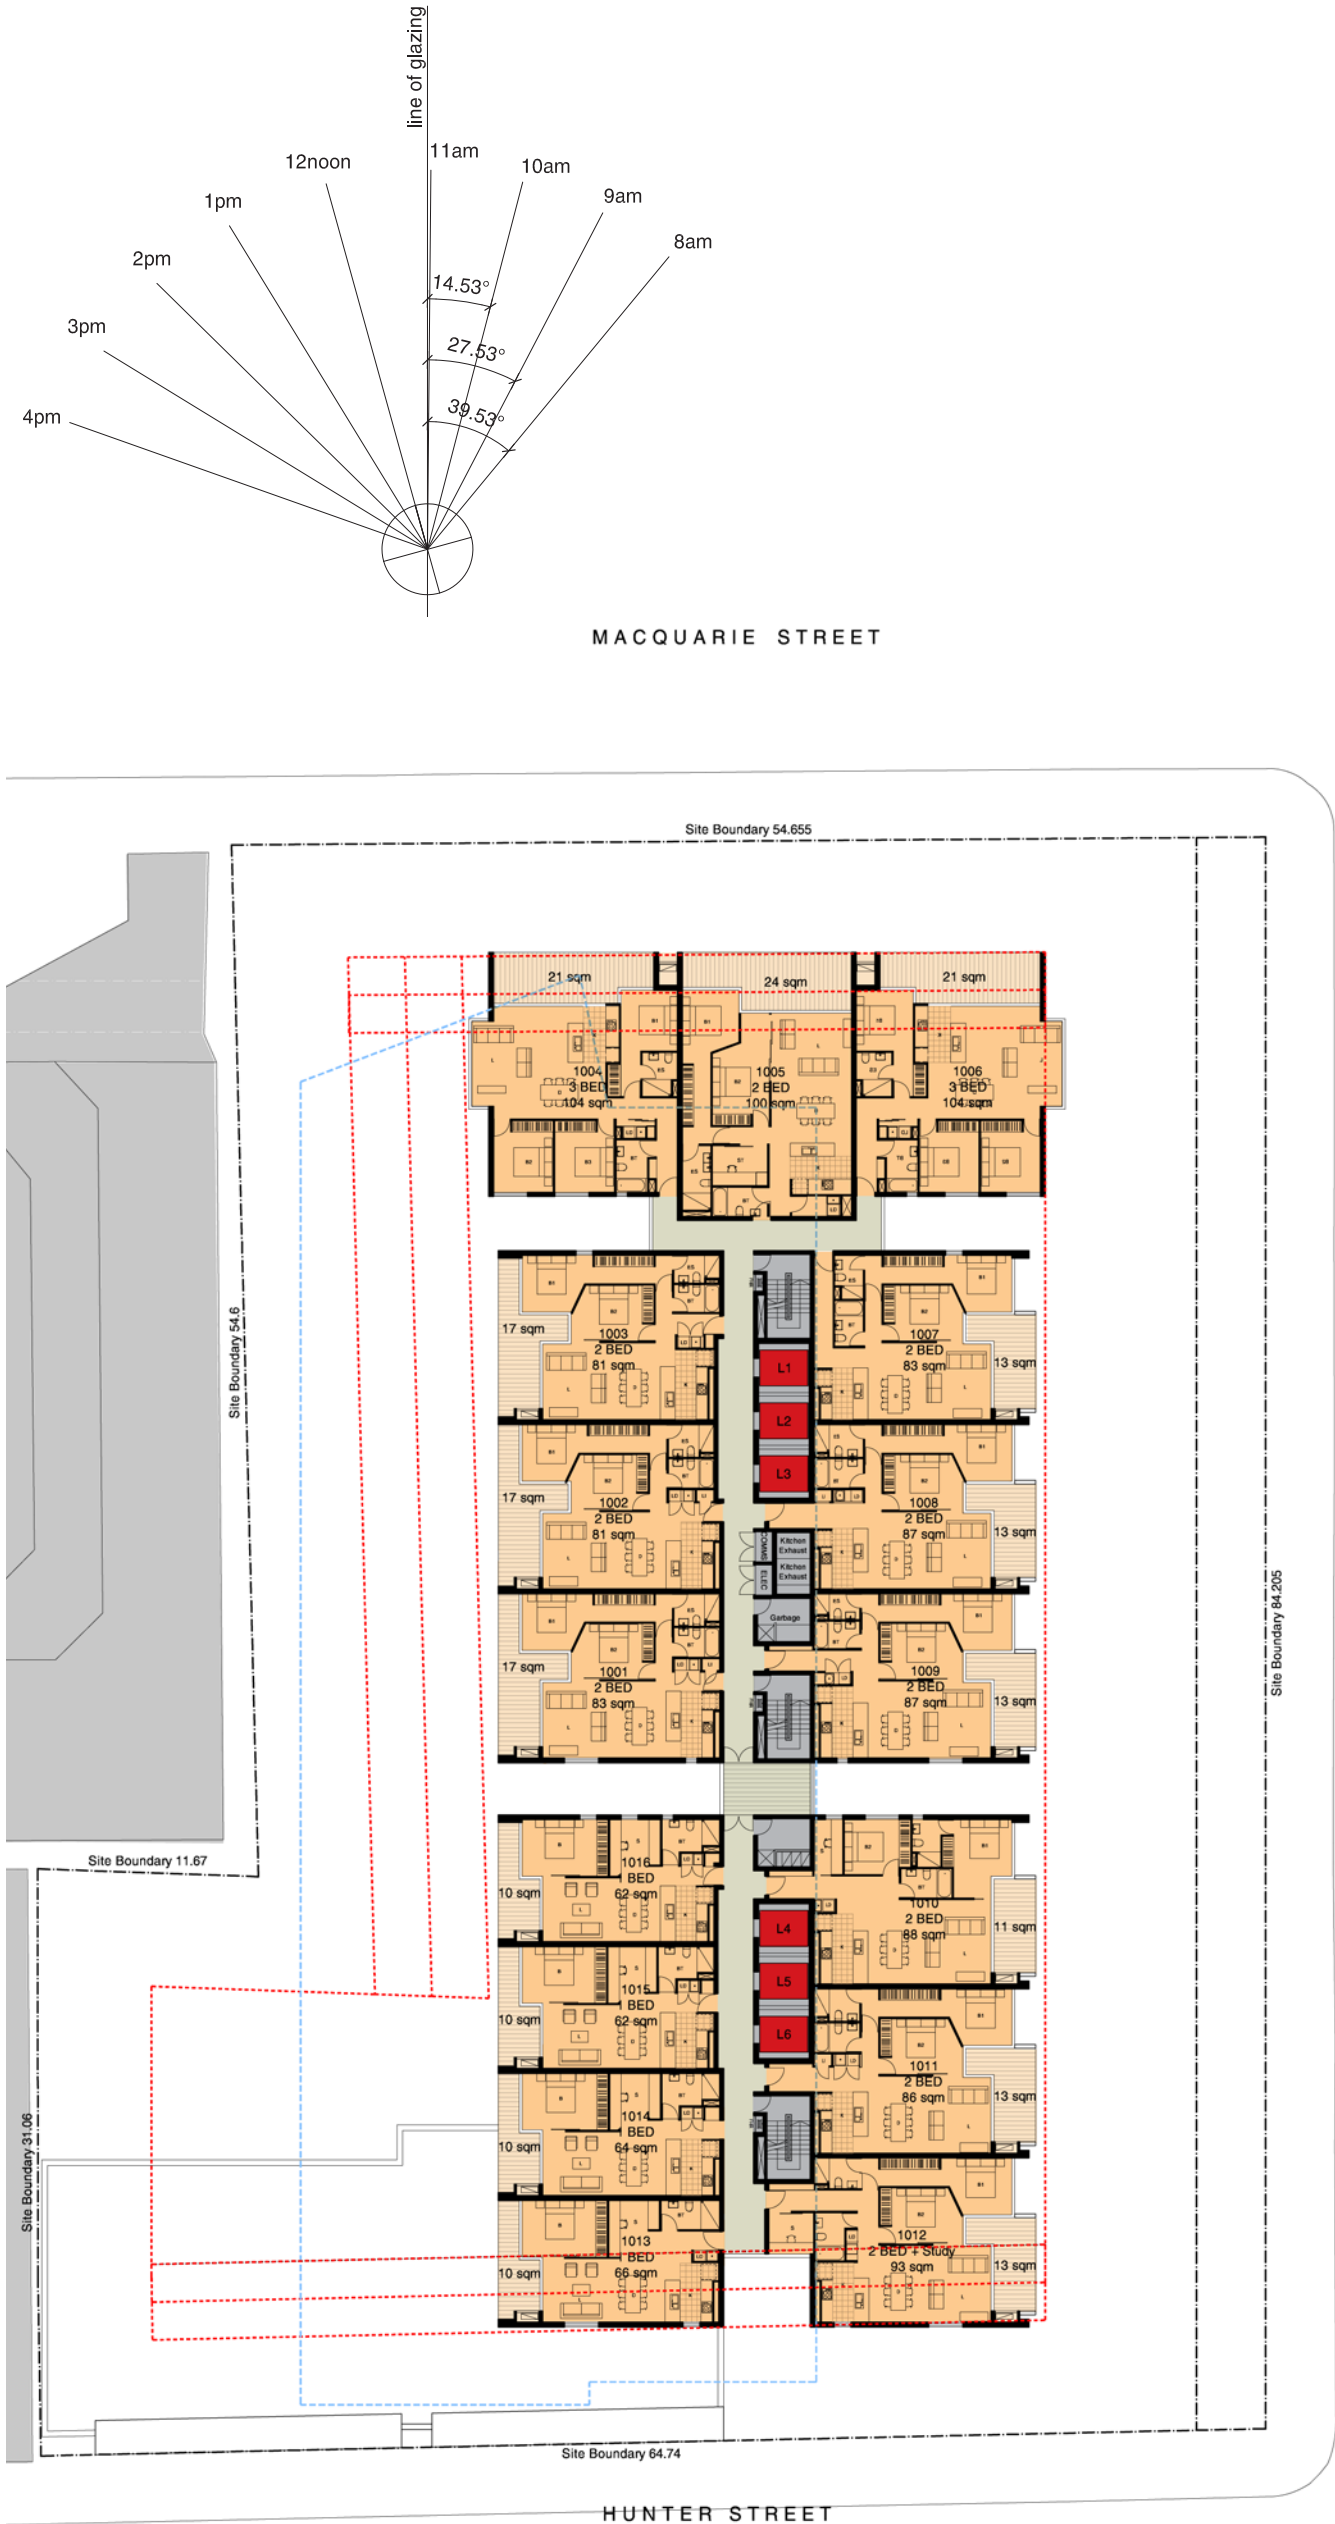 line of glazing
11am
12noon
10am
1pm
9am
2pm
8am
14.53°
3pm
27.53°
4pm
39.53°
MACQUARIE STREET
Site Boundary 54.655
21 sqm
24 sqm
21 sqm
1004
3 BED
104 sqm
1005
2 BED
100 sqm
1006
3 BED
104 sqm
Site Boundary 54.6
17 sqm
1003
2 BED
81 sqm
L1
L2
L3
1007
2 BED
83 sqm
13 sqm
17 sqm
1002
2 BED
81 sqm
COMMS
ELEC
Kitchen
Exhaust
Kitchen
Exhaust
1008
2 BED
87 sqm
13 sqm
17 sqm
1001
2 BED
83 sqm
Garbage
1009
2 BED
87 sqm
13 sqm
Site Boundary 84.205
Site Boundary 11.67
10 sqm
1016
1 BED
62 sqm
L4
L5
L6
1010
2 BED
88 sqm
11 sqm
10 sqm
1015
1 BED
62 sqm
1011
2 BED
86 sqm
13 sqm
Site Boundary 31.06
10 sqm
1014
1 BED
64 sqm
10 sqm
1013
1 BED
66 sqm
1012
2 BED + Study
93 sqm
13 sqm
Site Boundary 64.74
HUNTER STREET